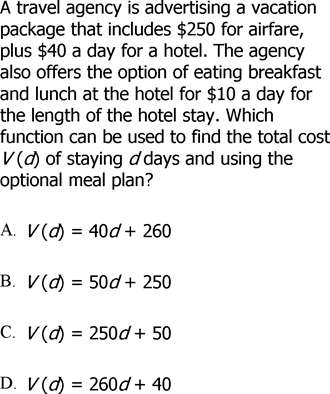 A travel agency is advertising a vacation
package that includes $250 for airfare,
plus $40 a day for a hotel. The agency
also offers the option of eating breakfast
and lunch at the hotel for $10 a day for
the length of the hotel stay. Which
function can be used to find the total cost
V(d) of staying d days and using the
optional meal plan?
A. V(d) = 40d + 260
B. V(d) = 50d + 250
C. V(d) = 250d + 50
D. V(d) = 260d + 40